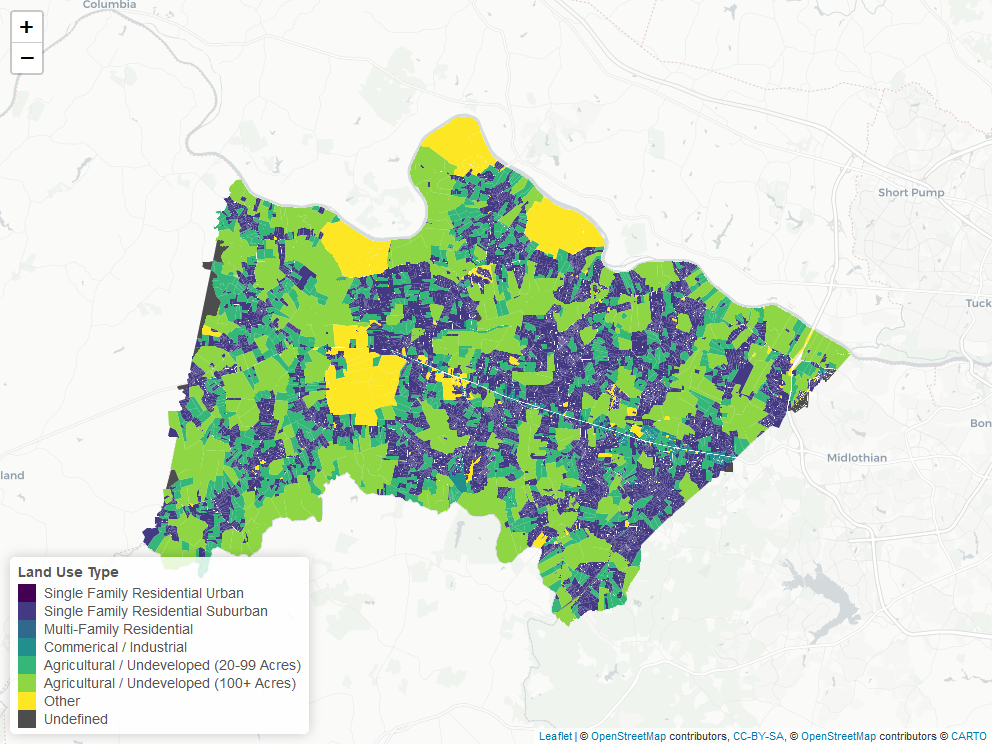 Columbia
+
−
Short Pump
Tuck
Bon
Midlothian
land
Land Use Type
Single Family Residential Urban
Single Family Residential Suburban
Multi-Family Residential
Commerical / Industrial
Agricultural / Undeveloped (20-99 Acres)
Agricultural / Undeveloped (100+ Acres)
Other
Undefined
Leaflet | © OpenStreetMap contributors, CC-BY-SA, © OpenStreetMap contributors © CARTO